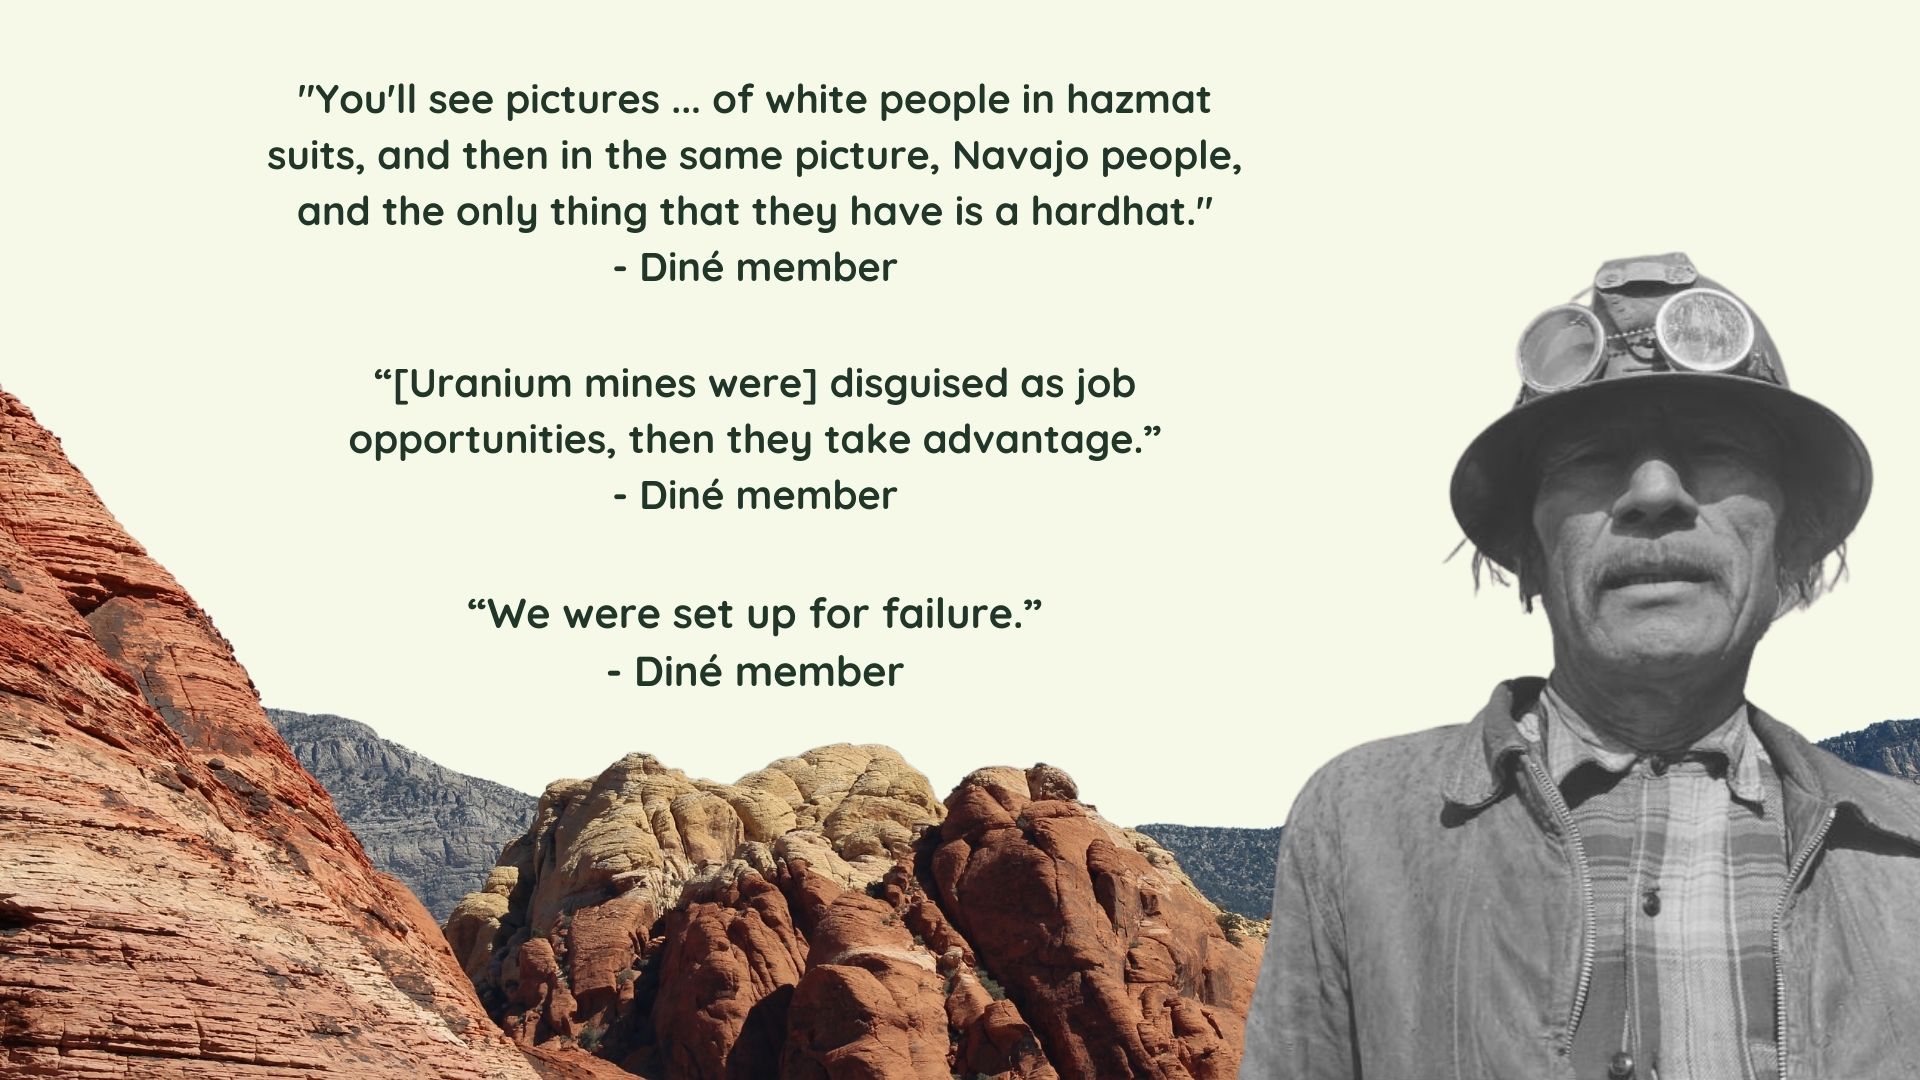 "You'll see pictures ... of white people in hazmat
suits, and then in the same picture, Navajo people,
and the only thing that they have is a hardhat."
- Diné member
“[Uranium mines were] disguised as job
opportunities, then they take advantage.”
- Diné member
“We were set up for failure.”
- Diné member